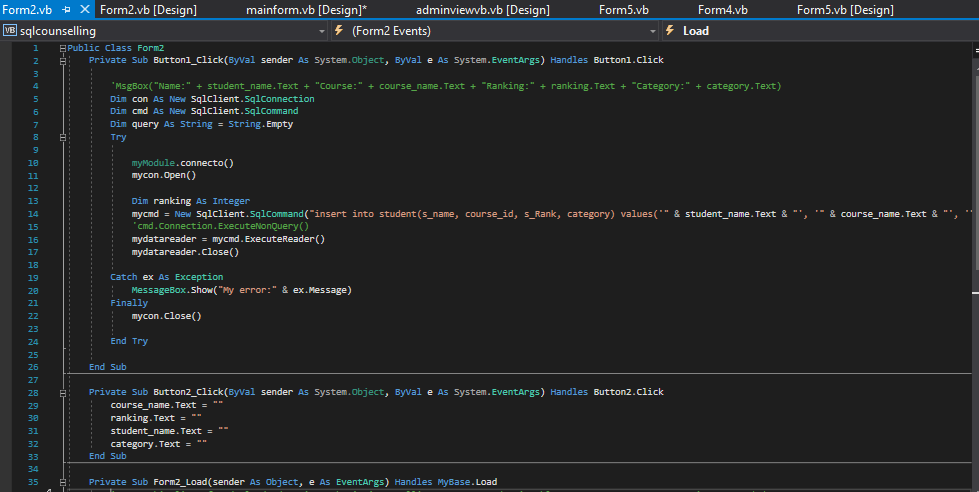 Form2.vb Form2.vb [Design] mainform.vb [Design]* adminviewvb.vb [Design] Form5.vb Form4.vb Form5.vb [Design]
VB sqlcounselling (Form2 Events) Load
1 Public Class Form2
2 Private Sub Button1_Click(ByVal sender As System.Object, ByVal e As System.EventArgs) Handles Button1.Click
3
4 'MsgBox("Name:" + student_name.Text + "Course:" + course_name.Text + "Ranking:" + ranking.Text + "Category:" + category.Text)
5 Dim con As New SqlClient.SqlConnection
6 Dim cmd As New SqlClient.SqlCommand
7 Dim query As String = String.Empty
8 Try
9
10 myModule.connecto()
11 mycon.Open()
12
13 Dim ranking As Integer
14 mycmd = New SqlClient.SqlCommand("insert into student(s_name, course_id, s_Rank, category) values('" & student_name.Text & "', '" & course_name.Text & "', '
15 'cmd.Connection.ExecuteNonQuery()
16 mydatareader = mycmd.ExecuteReader()
17 mydatareader.Close()
18
19 Catch ex As Exception
20 MessageBox.Show("My error:" & ex.Message)
21 Finally
22 mycon.Close()
23
24 End Try
25
26 End Sub
27
28 Private Sub Button2_Click(ByVal sender As System.Object, ByVal e As System.EventArgs) Handles Button2.Click
29 course_name.Text = ""
30 ranking.Text = ""
31 student_name.Text = ""
32 category.Text = ""
33 End Sub
34
35 Private Sub Form2_Load(sender As Object, e As EventArgs) Handles MyBase.Load